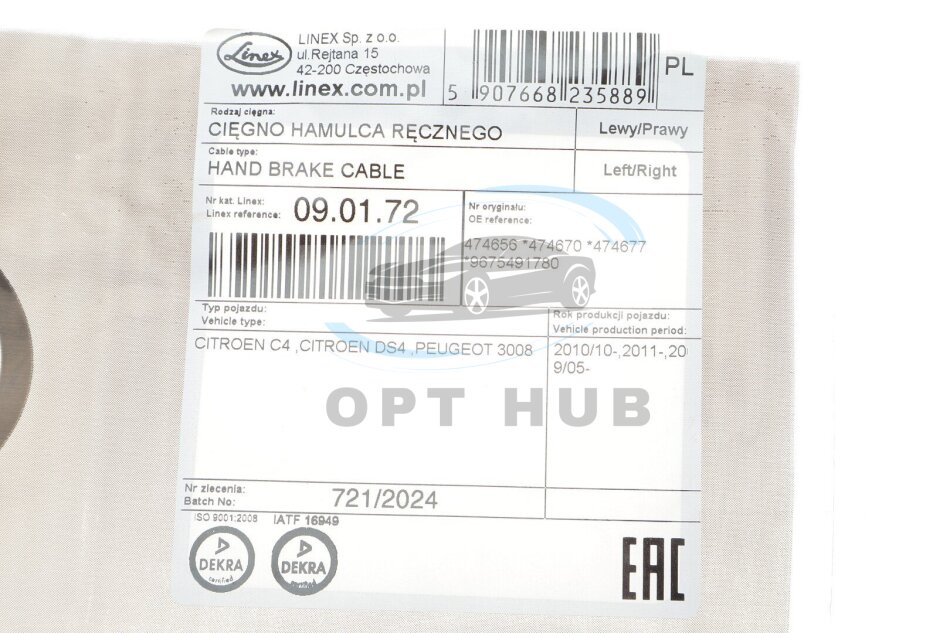 Linex
LINEX Sp. z o.o.
ul.Rejtana 15
42-200 Częstochowa
www.linex.com.pl
5 907668 235889
PL
Rodzaj cięgna:
CIĘGNO HAMULCA RĘCZNEGO
Lewy/Prawy
Cable type:
HAND BRAKE CABLE
Left/Right
Nr kat. Linex:
Linex reference:
09.01.72
Nr oryginału:
OE reference:
474656 *474670 *474677
*9675491780
Typ pojazdu:
Vehicle type:
Rok produkcji pojazdu:
Vehicle production period:
CITROEN C4 ,CITROEN DS4 ,PEUGEOT 3008
2010/10-,2011-,20
9/05-
OPT HUB
Nr zlecenia:
Batch No:
721/2024
ISO 9001:2008
IATF 16949
DEKRA
certified
DEKRA
certified
EAC